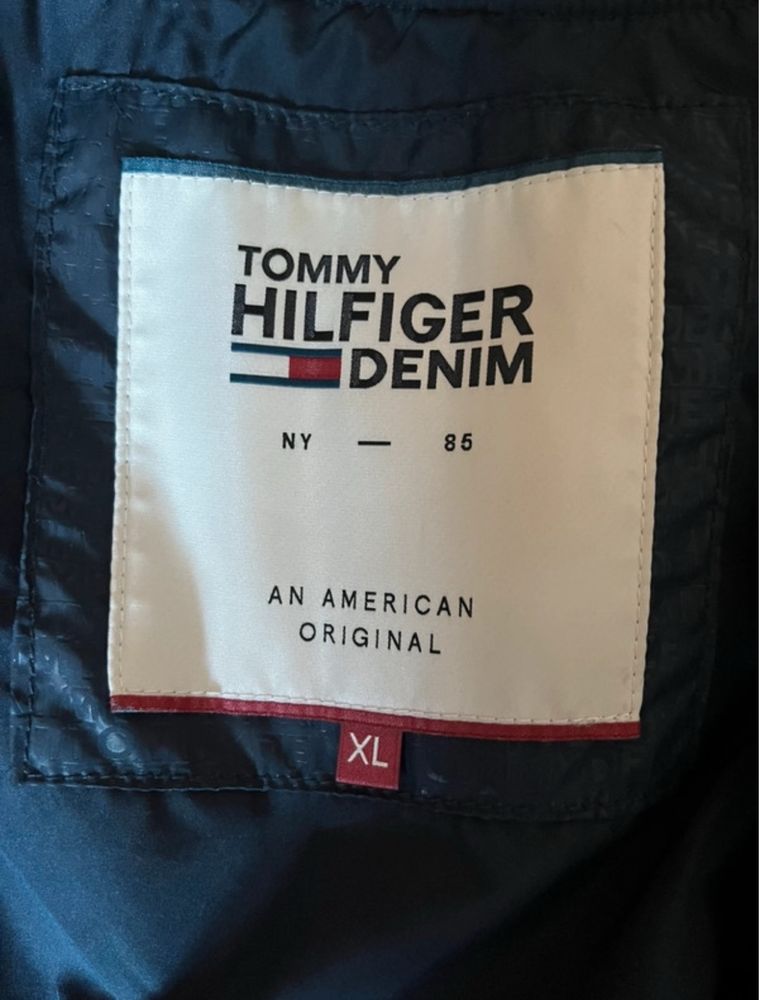 TOMMY
HILFIGER
DENIM
NY — 85
AN AMERICAN
ORIGINAL
XL